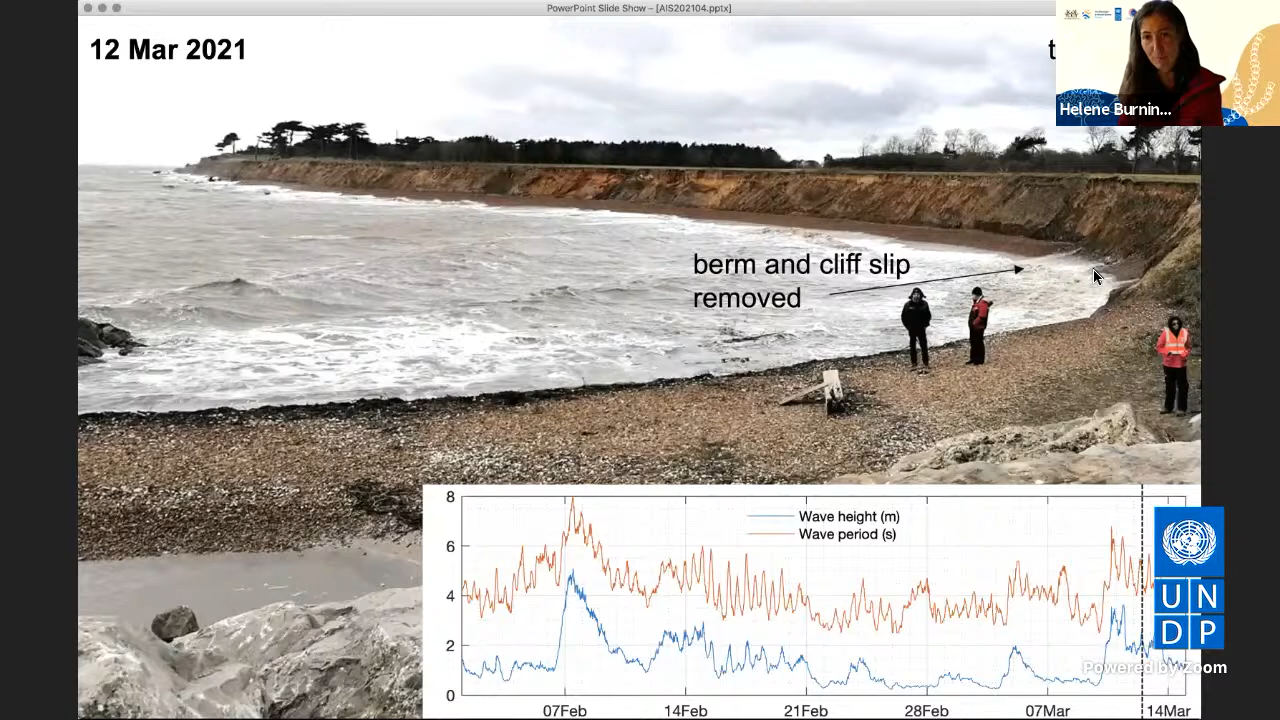 PowerPoint Slide Show – [AIS202104.pptx]
12 Mar 2021
t
Helene Burnin...
berm and cliff slip
removed
8
6
4
2
0
Wave height (m)
Wave period (s)
07Feb
14Feb
21Feb
28Feb
07Mar
14Mar
U N
D P
Powered by Zoom